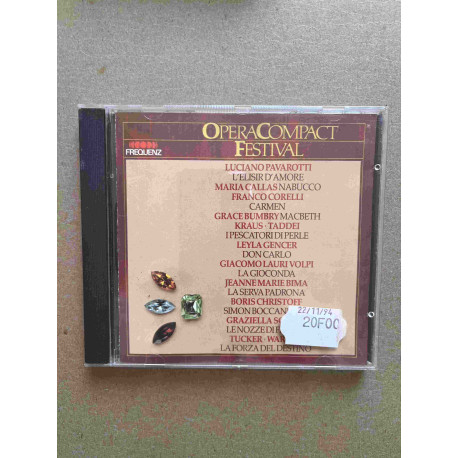 OPERACOMPACT
FESTIVAL
FREQUENZ
LUCIANO PAVAROTTI
L'ELISIR D'AMORE
MARIA CALLAS NABUCCO
FRANCO CORELLI
CARMEN
GRACE BUMBRY MACBETH
KRAUS · TADDEI
I PESCATORI DI PERLE
LEYLA GENCER
DON CARLO
GIACOMO LAURI VOLPI
LA GIOCONDA
JEANNE MARIE BIMA
LA SERVA PADRONA
BORIS CHRISTOFF
SIMON BOCCAN
GRAZIELLA
LE NOZZE DI
TUCKER · WA
LA FORZA DEL DESTINO
22/11/94
20F00